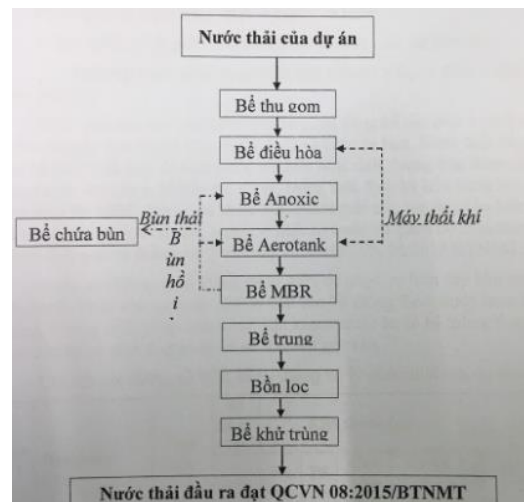 Nước thải của dự án
Bể thu gom
Bể điều hòa
Bể Anoxic
Bùn thải
Máy thổi khí
Bể chứa bùn
B
ùn
hồ
i
Bể Aerotank
Bể MBR
Bể trung
Bồn lọc
Bể khử trùng
Nước thải đầu ra đạt QCVN 08:2015/BTNMT